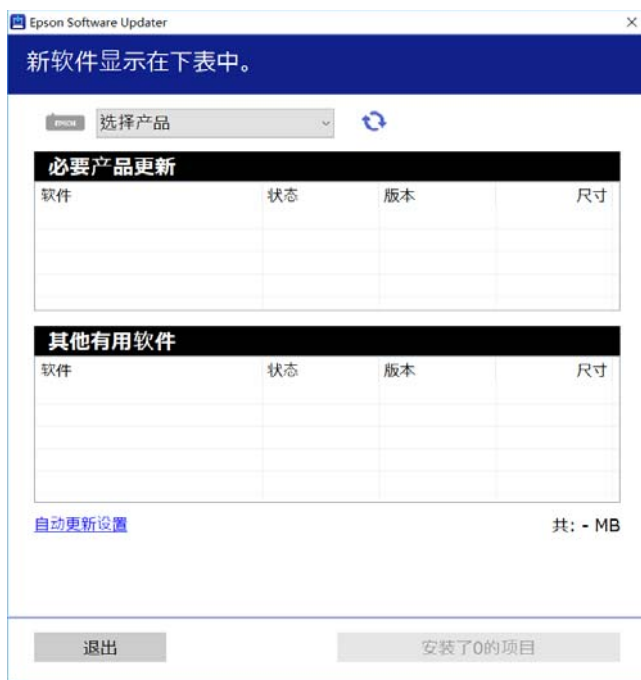 Epson Software Updater
新软件显示在下表中。
EPSON 选择产品
必要产品更新
软件 状态 版本 尺寸
其他有用软件
软件 状态 版本 尺寸
自动更新设置 共: - MB
退出 安装了0的项目